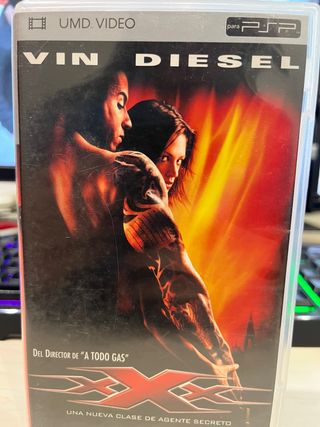 UMD VIDEO
para PSP
VIN DIESEL
DEL DIRECTOR DE "A TODO GAS"
xXx
UNA NUEVA CLASE DE AGENTE SECRETO